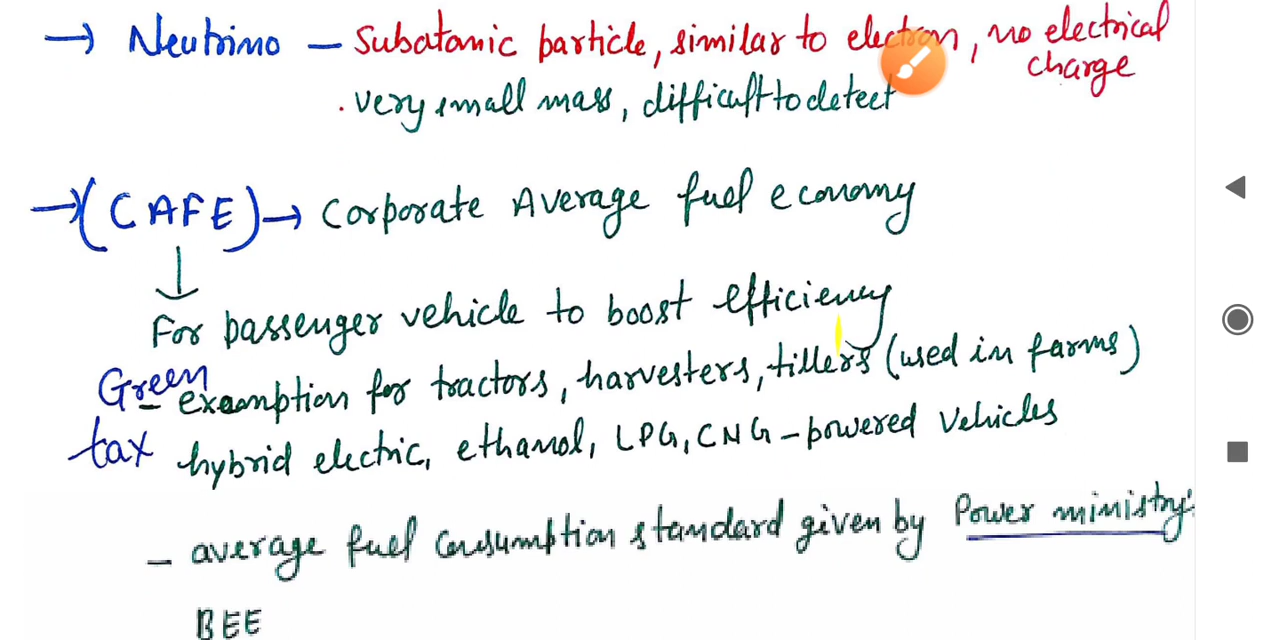 → Neutrino – Subatomic particle, similar to electron, no electrical charge
. very small mass, difficult to detect
→ (CAFE) → Corporate Average fuel economy
↓
For passenger vehicle to boost efficiency
Green – exemption for tractors, harvesters, tillers (used in farms)
tax hybrid electric, ethanol, LPG, CNG – powered vehicles
– average fuel consumption standard given by Power ministry.
BEE